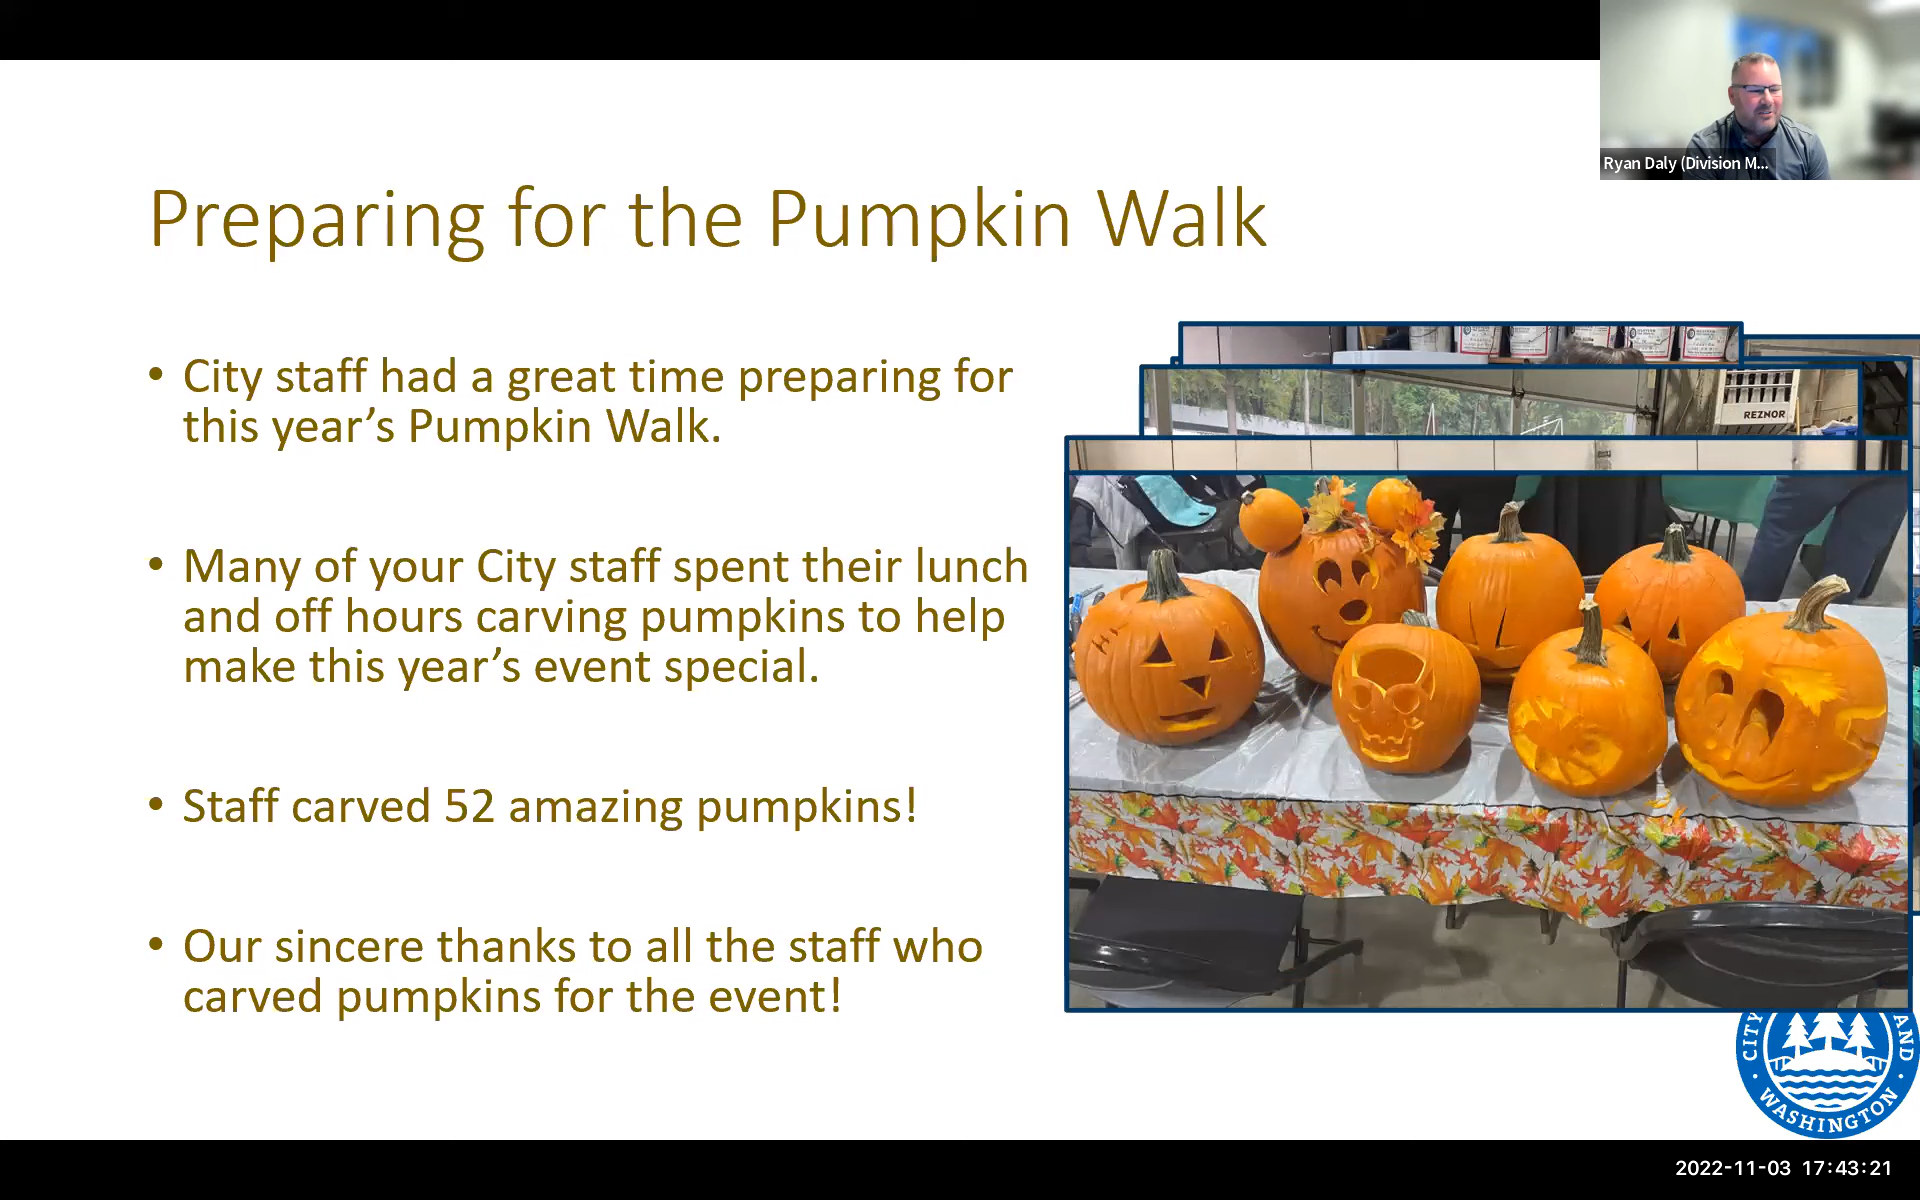 Ryan Daly (Division M...
Preparing for the Pumpkin Walk
• City staff had a great time preparing for
this year’s Pumpkin Walk.
• Many of your City staff spent their lunch
and off hours carving pumpkins to help
make this year’s event special.
• Staff carved 52 amazing pumpkins!
• Our sincere thanks to all the staff who
carved pumpkins for the event!
REZNOR
CITY AND
WASHINGTON
2022-11-03 17:43:21